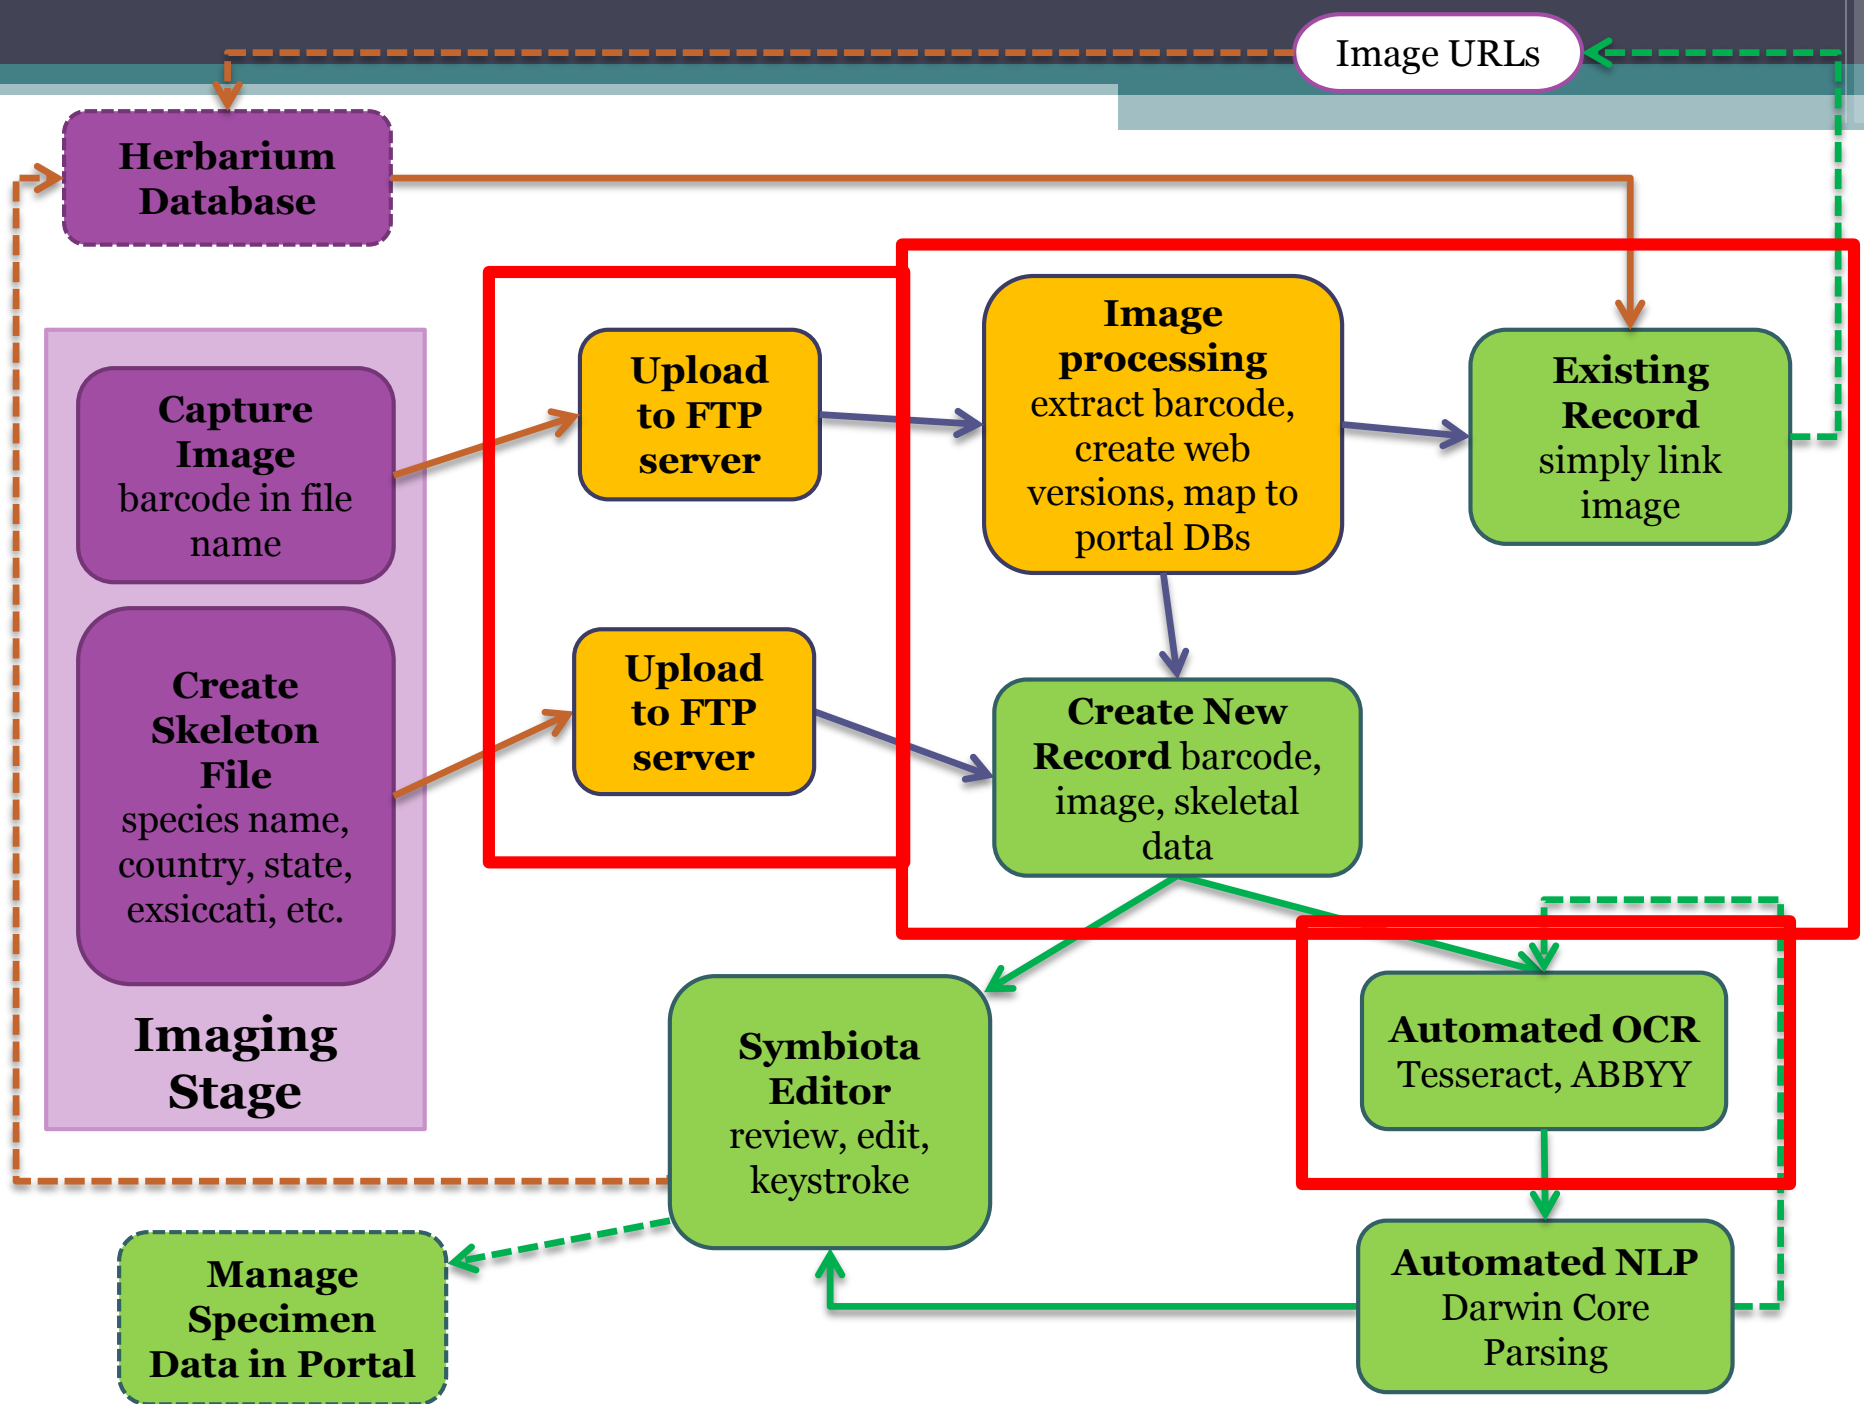 Image URLs
Herbarium
Database
Capture
Image
barcode in file
name
Create
Skeleton
File
species name,
country, state,
exsiccati, etc.
Imaging
Stage
Upload
to FTP
server
Upload
to FTP
server
Image
processing
extract barcode,
create web
versions, map to
portal DBs
Existing
Record
simply link
image
Create New
Record barcode,
image, skeletal
data
Symbiota
Editor
review, edit,
keystroke
Automated OCR
Tesseract, ABBYY
Automated NLP
Darwin Core
Parsing
Manage
Specimen
Data in Portal